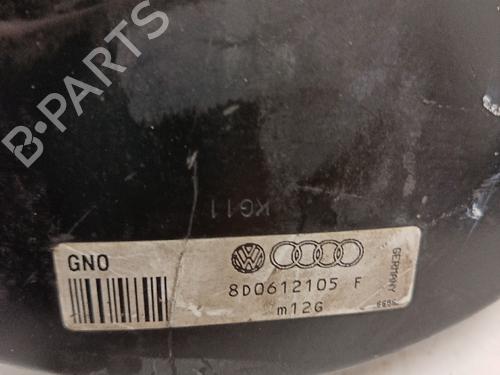 B-PARTS
KG11
GNO
8D0612105 F
m12G
GERMANY